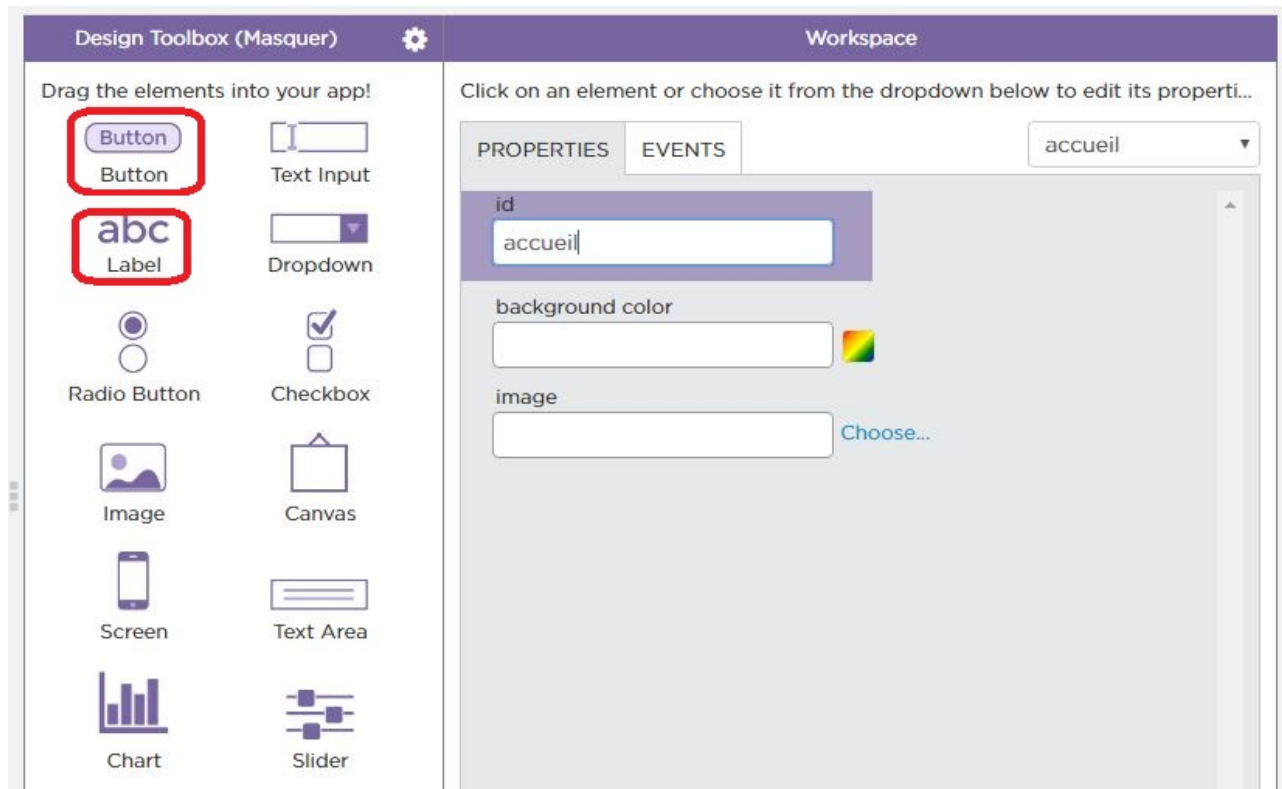 Design Toolbox (Masquer)
Workspace
Drag the elements into your app!
Click on an element or choose it from the dropdown below to edit its properti...
Button
Button
Text Input
PROPERTIES
EVENTS
accueil
abc
Label
Dropdown
id
accueil
background color
Radio Button
Checkbox
image
Choose...
Image
Canvas
Screen
Text Area
Chart
Slider